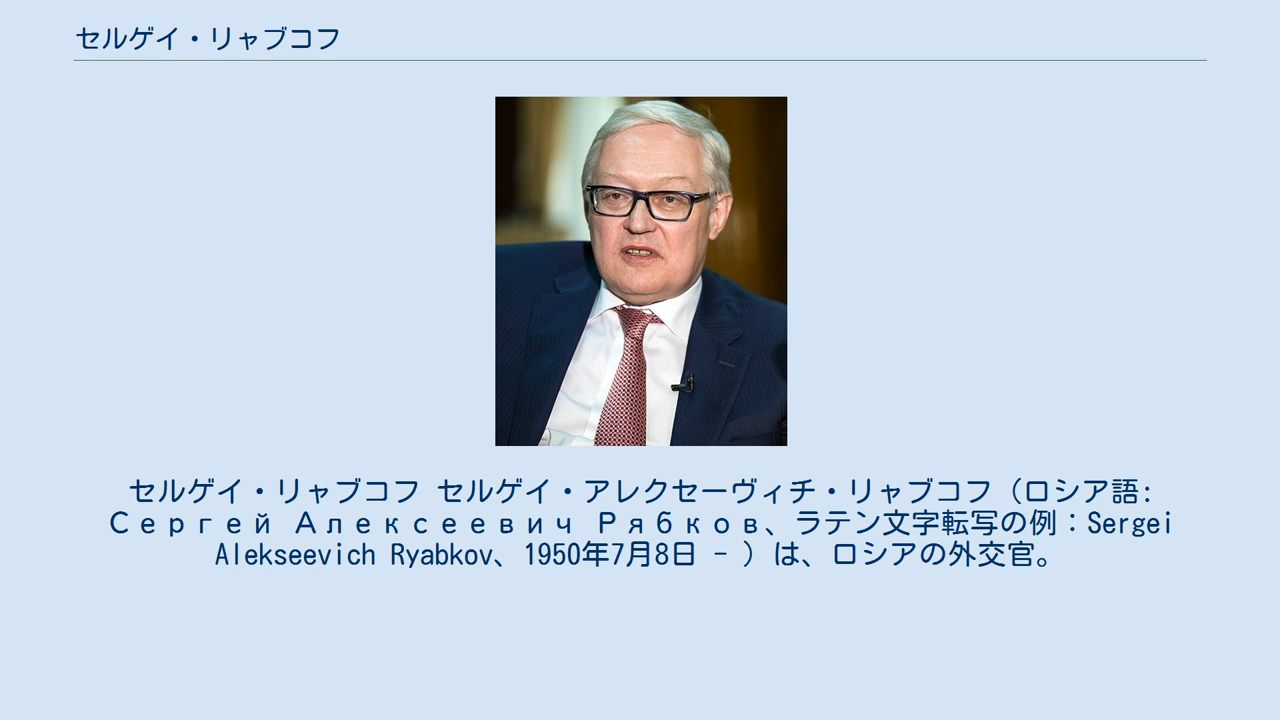 セルゲイ・リャブコフ
セルゲイ・リャブコフ セルゲイ・アレクセーヴィチ・リャブコフ（ロシア語:
Сергей Алексеевич Рябков、ラテン文字転写の例：Sergei
Alekseevich Ryabkov、1950年7月8日 - ）は、ロシアの外交官。